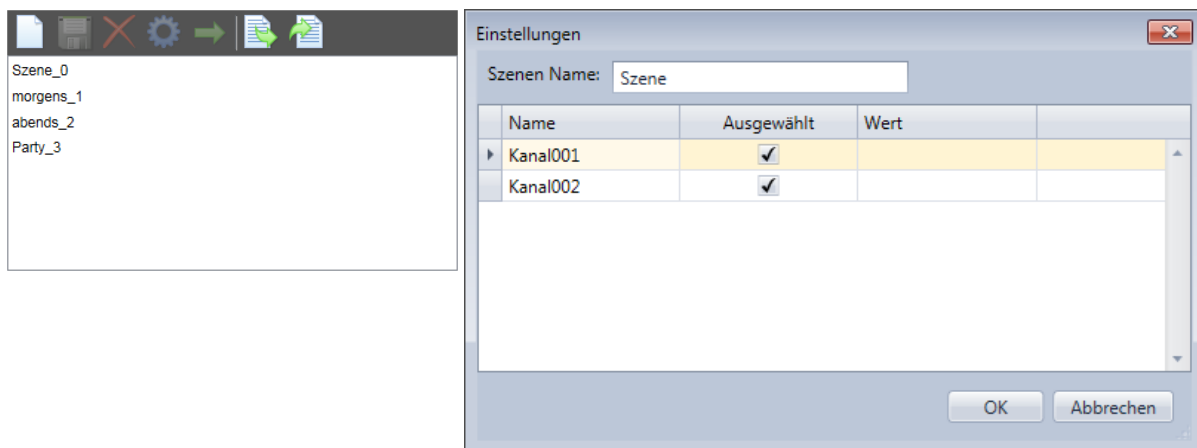 Szene_0
morgens_1
abends_2
Party_3
Einstellungen
Szenen Name: Szene
Name Ausgewählt Wert
Kanal001
Kanal002
OK Abbrechen